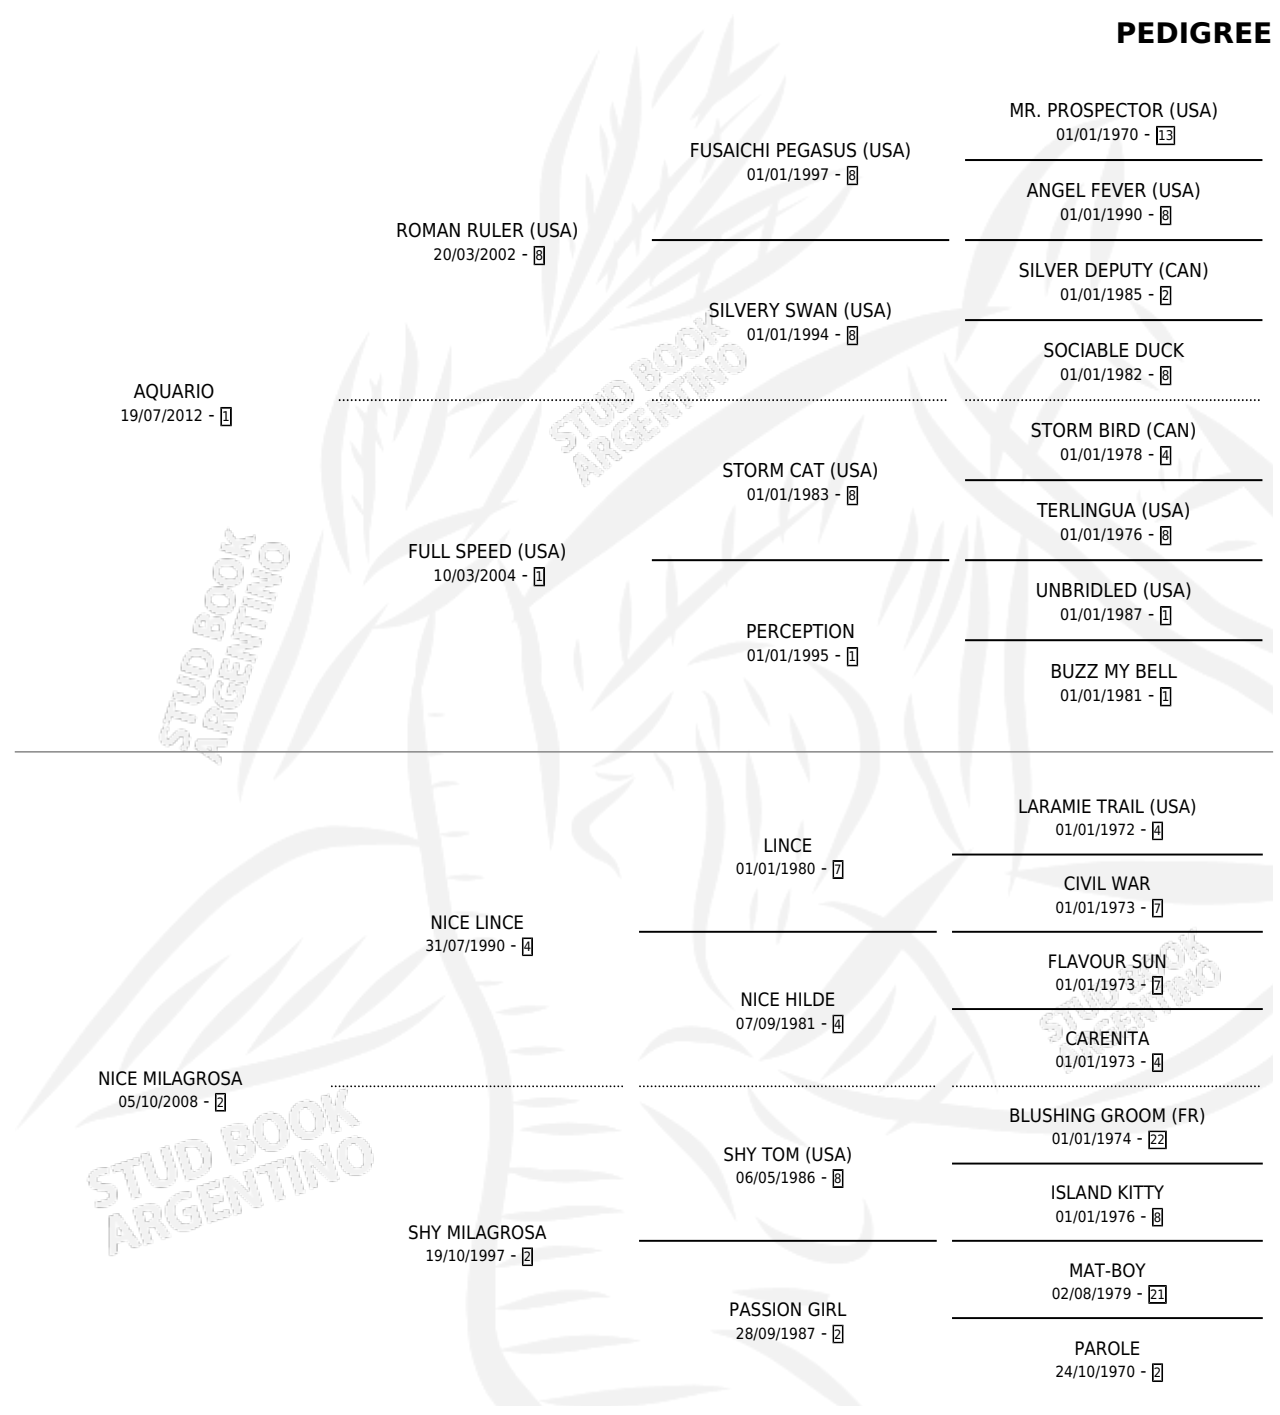 PEDIGREE
MR. PROSPECTOR (USA)
01/01/1970 - 13
FUSAICHI PEGASUS (USA)
01/01/1997 - 8
ANGEL FEVER (USA)
01/01/1990 - 8
ROMAN RULER (USA)
20/03/2002 - 8
SILVER DEPUTY (CAN)
01/01/1985 - 2
SILVERY SWAN (USA)
01/01/1994 - 8
SOCIABLE DUCK
01/01/1982 - 8
AQUARIO
19/07/2012 - 1
STUD BOOK
ARGENTINO
STORM BIRD (CAN)
01/01/1978 - 4
STORM CAT (USA)
01/01/1983 - 8
TERLINGUA (USA)
01/01/1976 - 8
FULL SPEED (USA)
10/03/2004 - 1
UNBRIDLED (USA)
01/01/1987 - 1
PERCEPTION
01/01/1995 - 1
BUZZ MY BELL
01/01/1981 - 1
STUD BOOK
ARGENTINO
LARAMIE TRAIL (USA)
01/01/1972 - 4
LINCE
01/01/1980 - 7
CIVIL WAR
01/01/1973 - 7
NICE LINCE
31/07/1990 - 4
FLAVOUR SUN
01/01/1973 - 7
NICE HILDE
07/09/1981 - 4
STUD BOOK
ARGENTINO
CARENITA
01/01/1973 - 4
NICE MILAGROSA
05/10/2008 - 2
BLUSHING GROOM (FR)
01/01/1974 - 22
SHY TOM (USA)
06/05/1986 - 8
ISLAND KITTY
01/01/1976 - 8
STUD BOOK
ARGENTINO
SHY MILAGROSA
19/10/1997 - 2
MAT-BOY
02/08/1979 - 21
PASSION GIRL
28/09/1987 - 2
PAROLE
24/10/1970 - 2